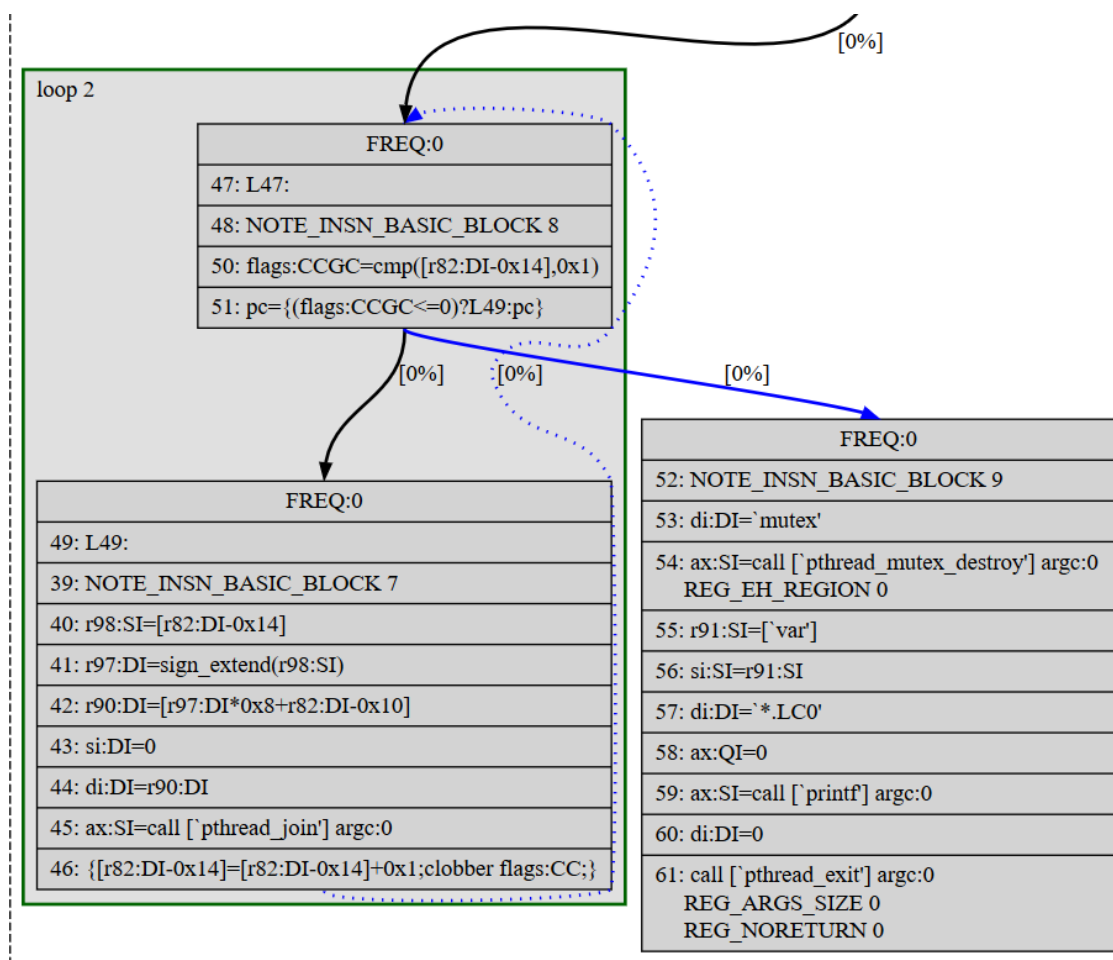 [0%]
loop 2
FREQ:0
47: L47:
48: NOTE_INSN_BASIC_BLOCK 8
50: flags:CCGC=cmp([r82:DI-0x14],0x1)
51: pc={(flags:CCGC<=0)?L49:pc}
[0%]
[0%]
[0%]
FREQ:0
49: L49:
39: NOTE_INSN_BASIC_BLOCK 7
40: r98:SI=[r82:DI-0x14]
41: r97:DI=sign_extend(r98:SI)
42: r90:DI=[r97:DI*0x8+r82:DI-0x10]
43: si:DI=0
44: di:DI=r90:DI
45: ax:SI=call [`pthread_join'] argc:0
46: {[r82:DI-0x14]=[r82:DI-0x14]+0x1;clobber flags:CC;}
FREQ:0
52: NOTE_INSN_BASIC_BLOCK 9
53: di:DI=`mutex'
54: ax:SI=call [`pthread_mutex_destroy'] argc:0
REG_EH_REGION 0
55: r91:SI=[`var']
56: si:SI=r91:SI
57: di:DI=`*.LC0'
58: ax:QI=0
59: ax:SI=call [`printf'] argc:0
60: di:DI=0
61: call [`pthread_exit'] argc:0
REG_ARGS_SIZE 0
REG_NORETURN 0